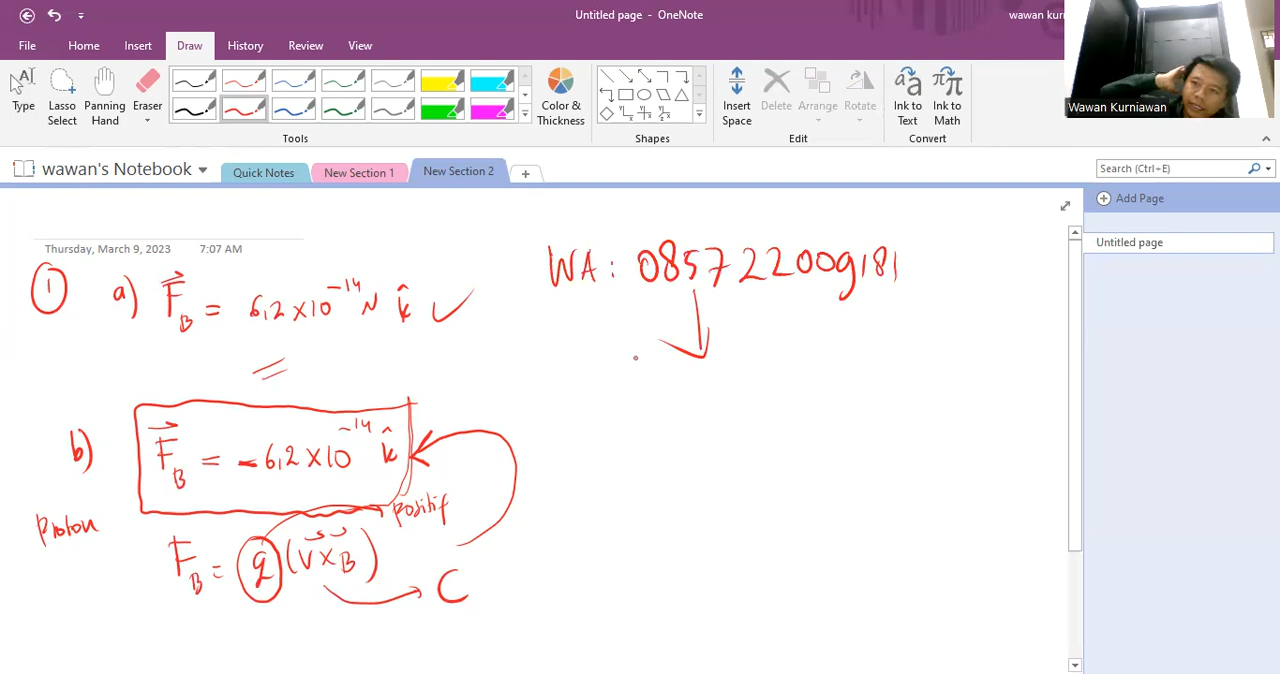 Untitled page - OneNote
wawan kur
File Home Insert Draw History Review View
Type
Lasso Select
Panning Hand
Eraser
Color & Thickness
Insert Space
Delete
Arrange
Rotate
Ink to Text
Ink to Math
Tools
Shapes
Edit
Convert
Wawan Kurniawan
wawan's Notebook
Quick Notes
New Section 1
New Section 2
Search (Ctrl+E)
Add Page
Untitled page
Thursday, March 9, 2023 7:07 AM
WA : 085722009181
① a) F⃗_B = 6,2 × 10^-14 N k̂ ✓
=
b) F⃗_B = -6,2 × 10^-14 k̂
positif
Proton
F_B = q (v⃗ × B⃗)
C